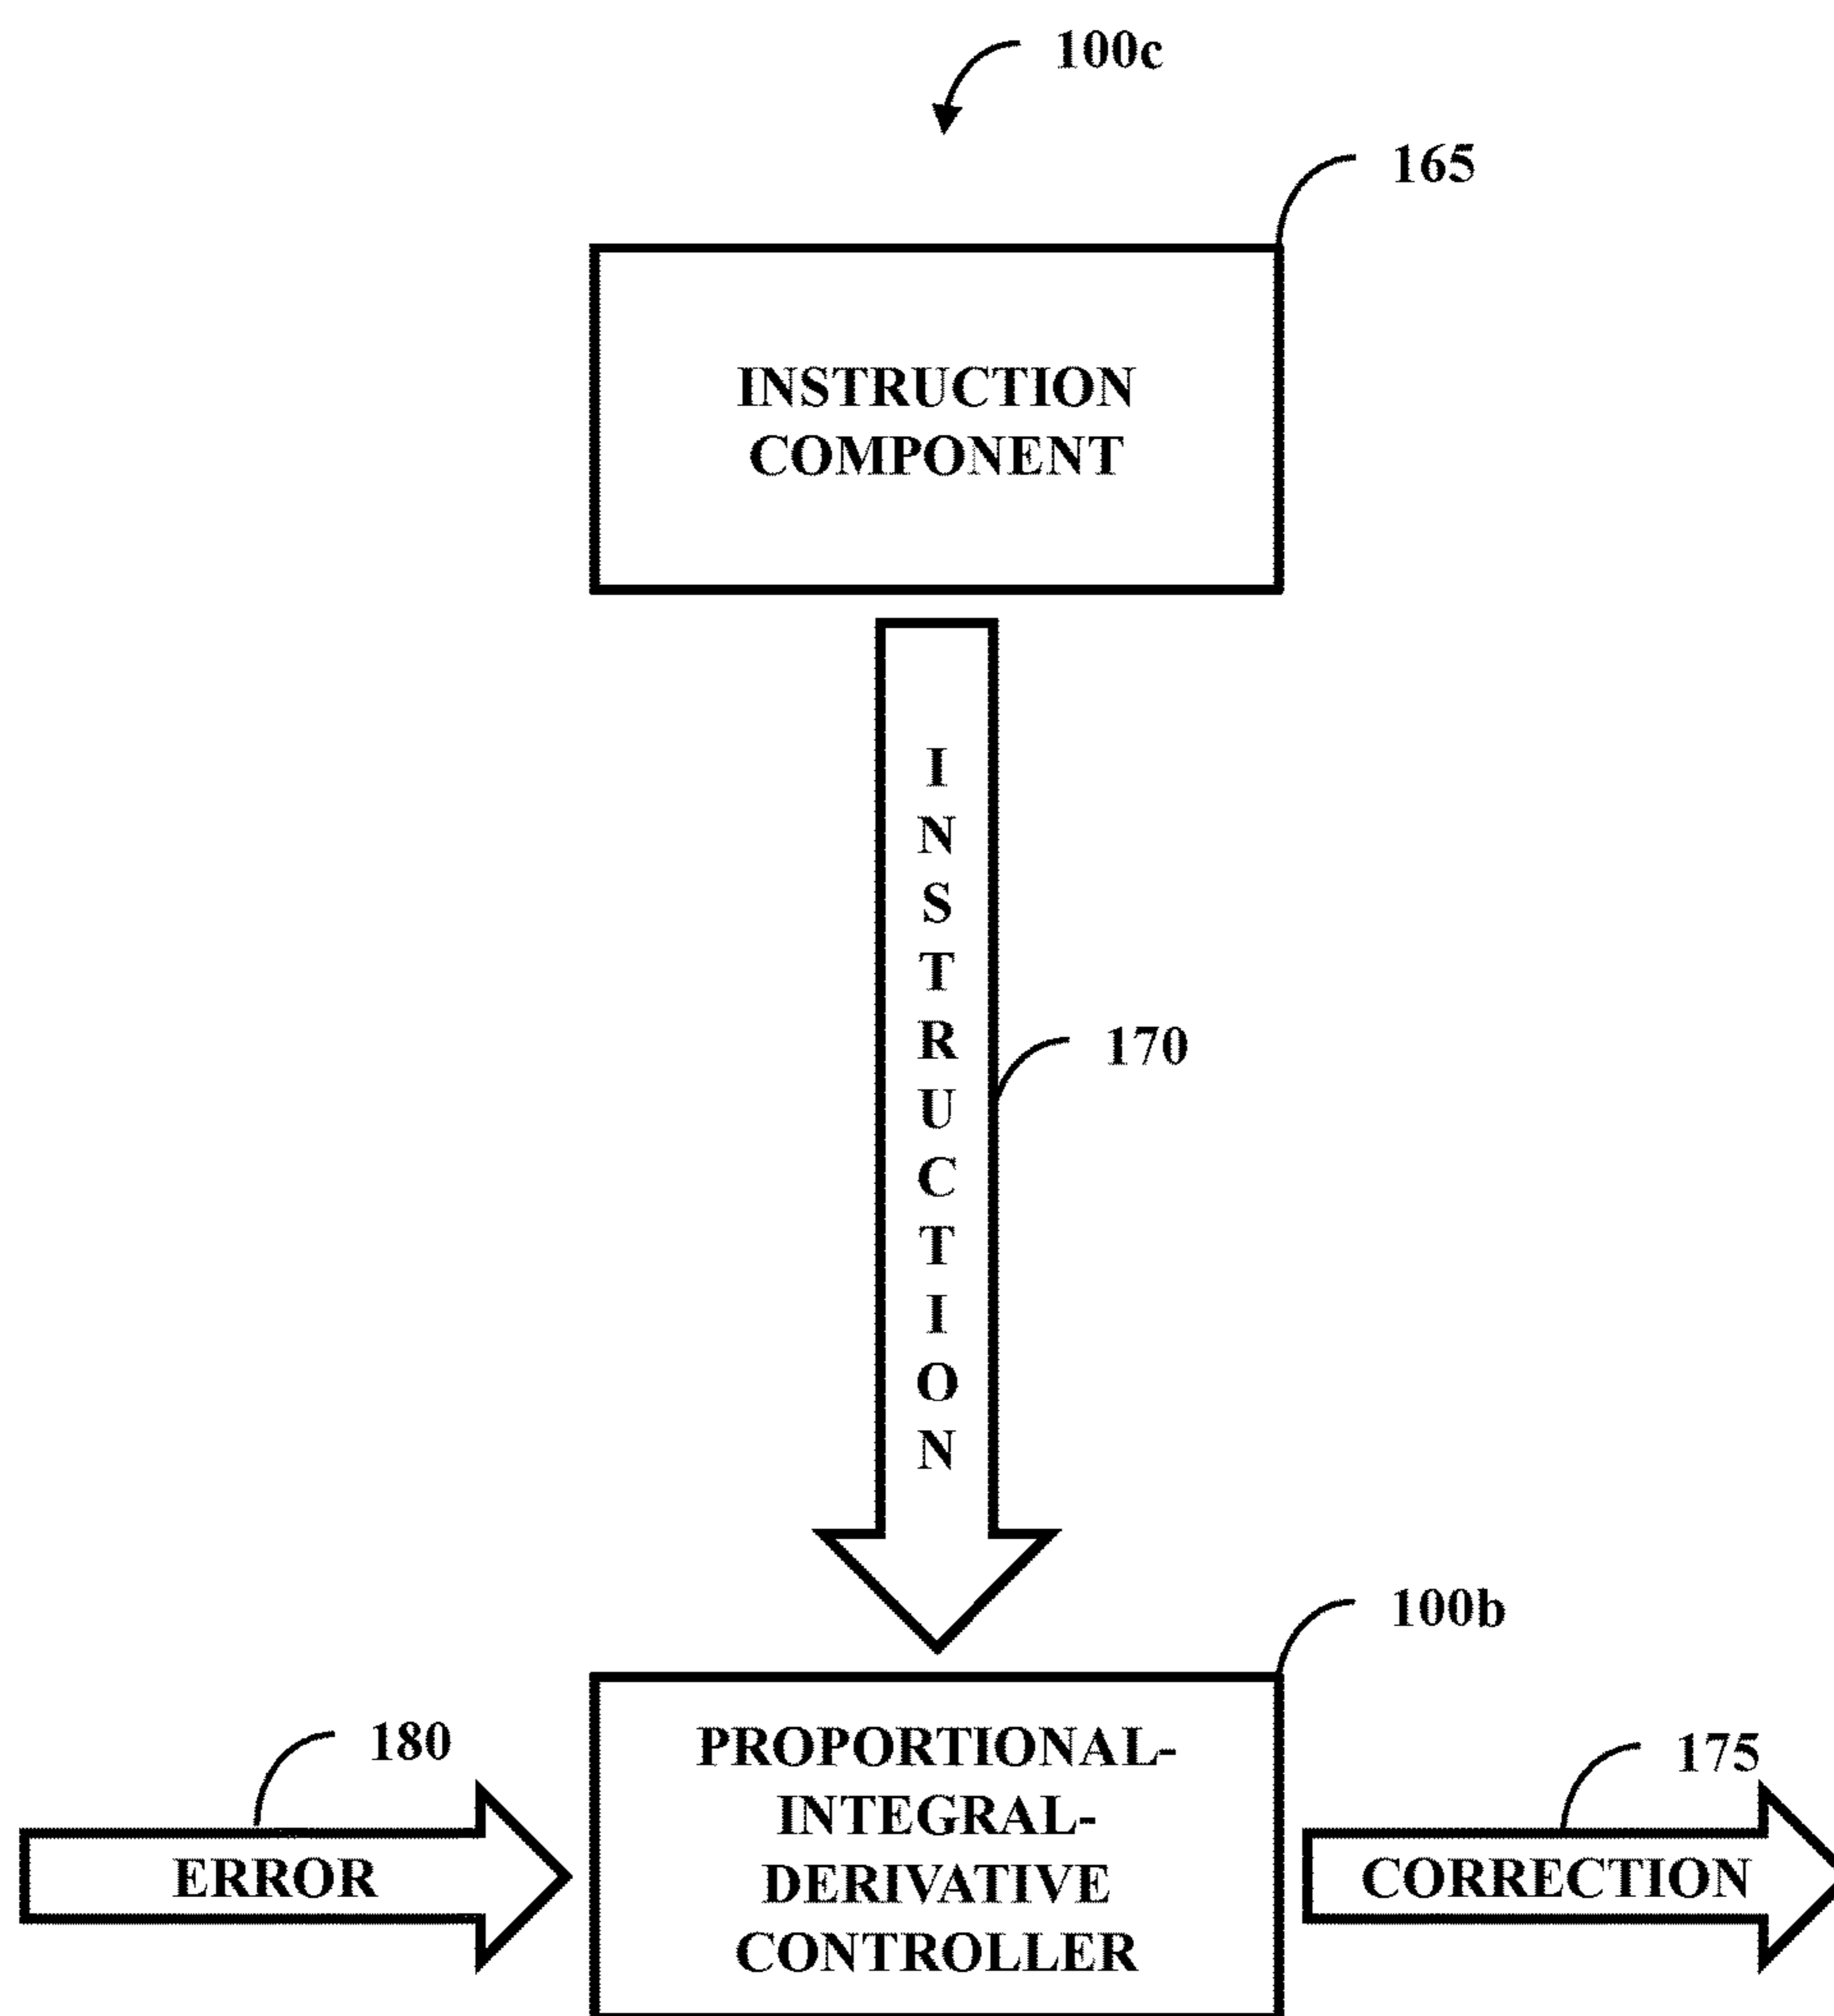 100c
165
INSTRUCTION
COMPONENT
I
N
S
T
R
U
C
T
I
O
N
170
100b
180
PROPORTIONAL-
INTEGRAL-
DERIVATIVE
CONTROLLER
175
ERROR
CORRECTION